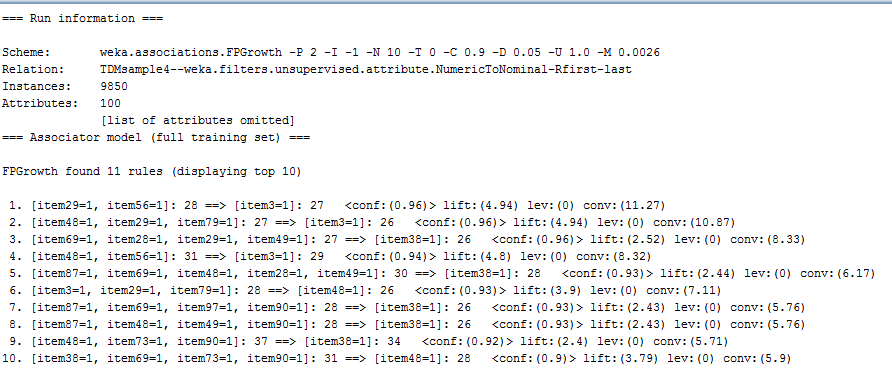 === Run information ===
Scheme: weka.associations.FPGrowth -P 2 -I -1 -N 10 -T 0 -C 0.9 -D 0.05 -U 1.0 -M 0.0026
Relation: TDMsample4--weka.filters.unsupervised.attribute.NumericToNominal-Rfirst-last
Instances: 9850
Attributes: 100
[list of attributes omitted]
=== Associator model (full training set) ===
FPGrowth found 11 rules (displaying top 10)
1. [item29=1, item56=1]: 28 ==> [item3=1]: 27 <conf:(0.96)> lift:(4.94) lev:(0) conv:(11.27)
2. [item48=1, item29=1, item79=1]: 27 ==> [item3=1]: 26 <conf:(0.96)> lift:(4.94) lev:(0) conv:(10.87)
3. [item69=1, item28=1, item29=1, item49=1]: 27 ==> [item38=1]: 26 <conf:(0.96)> lift:(2.52) lev:(0) conv:(8.33)
4. [item48=1, item56=1]: 31 ==> [item3=1]: 29 <conf:(0.94)> lift:(4.8) lev:(0) conv:(8.32)
5. [item87=1, item69=1, item48=1, item28=1, item49=1]: 30 ==> [item38=1]: 28 <conf:(0.93)> lift:(2.44) lev:(0) conv:(6.17)
6. [item3=1, item29=1, item79=1]: 28 ==> [item48=1]: 26 <conf:(0.93)> lift:(3.9) lev:(0) conv:(7.11)
7. [item87=1, item69=1, item97=1, item90=1]: 28 ==> [item38=1]: 26 <conf:(0.93)> lift:(2.43) lev:(0) conv:(5.76)
8. [item87=1, item48=1, item49=1, item90=1]: 28 ==> [item38=1]: 26 <conf:(0.93)> lift:(2.43) lev:(0) conv:(5.76)
9. [item48=1, item73=1, item90=1]: 37 ==> [item38=1]: 34 <conf:(0.92)> lift:(2.4) lev:(0) conv:(5.71)
10. [item38=1, item69=1, item73=1, item90=1]: 31 ==> [item48=1]: 28 <conf:(0.9)> lift:(3.79) lev:(0) conv:(5.9)